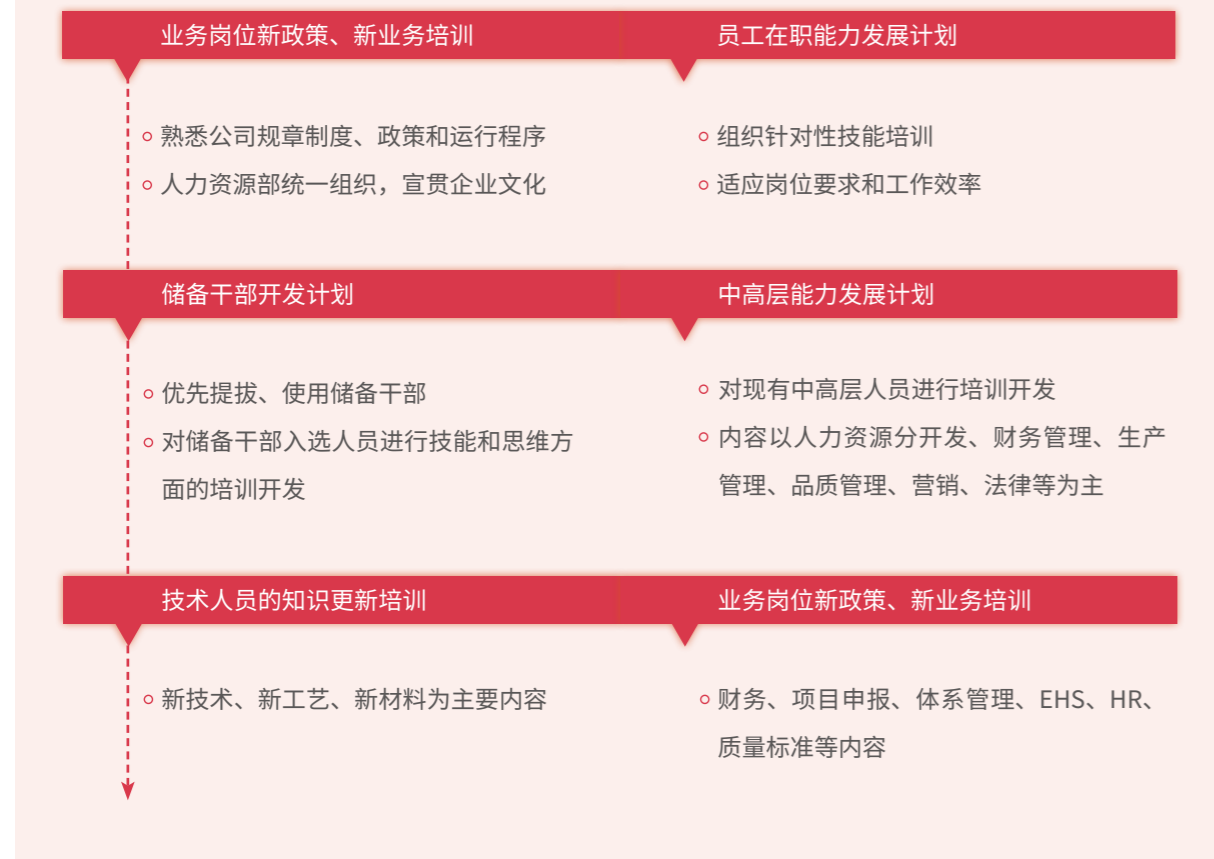 业务岗位新政策、新业务培训
员工在职能力发展计划
熟悉公司规章制度、政策和运行程序
人力资源部统一组织，宣贯企业文化
组织针对性技能培训
适应岗位要求和工作效率
储备干部开发计划
中高层能力发展计划
优先提拔、使用储备干部
对储备干部入选人员进行技能和思维方
面的培训开发
对现有中高层人员进行培训开发
内容以人力资源分开发、财务管理、生产
管理、品质管理、营销、法律等为主
技术人员的知识更新培训
业务岗位新政策、新业务培训
新技术、新工艺、新材料为主要内容
财务、项目申报、体系管理、EHS、HR、
质量标准等内容